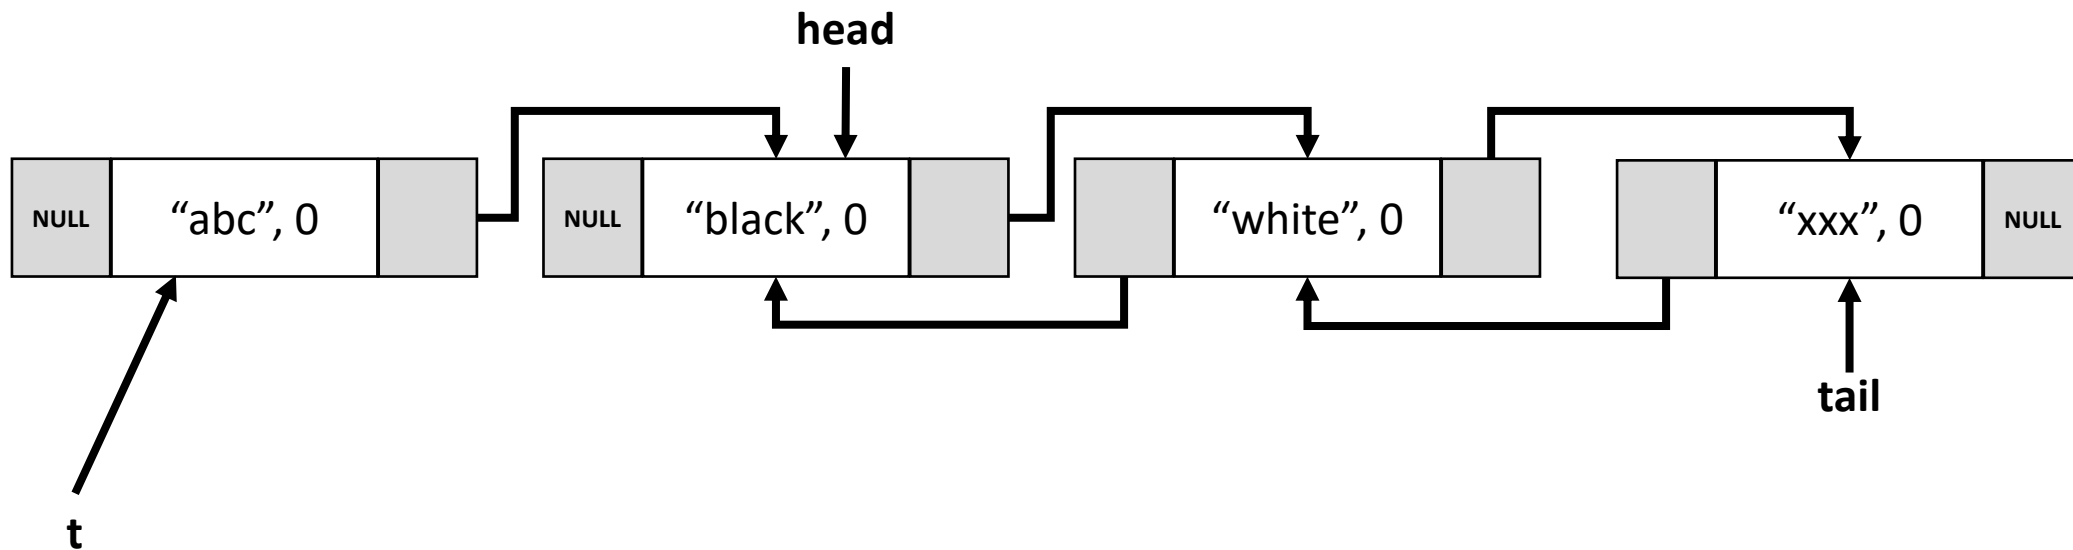 head
NULL “abc”, 0 NULL “black”, 0 “white”, 0 “xxx”, 0 NULL
tail
t